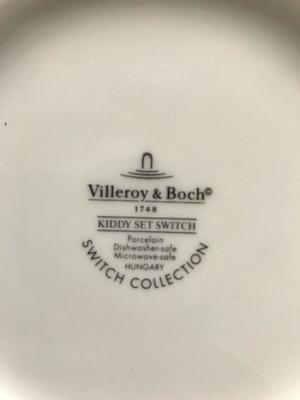 Villeroy & Boch©
1748
KIDDY SET SWITCH
Porcelain
Dishwasher-safe
Microwave-safe
HUNGARY
SWITCH COLLECTION